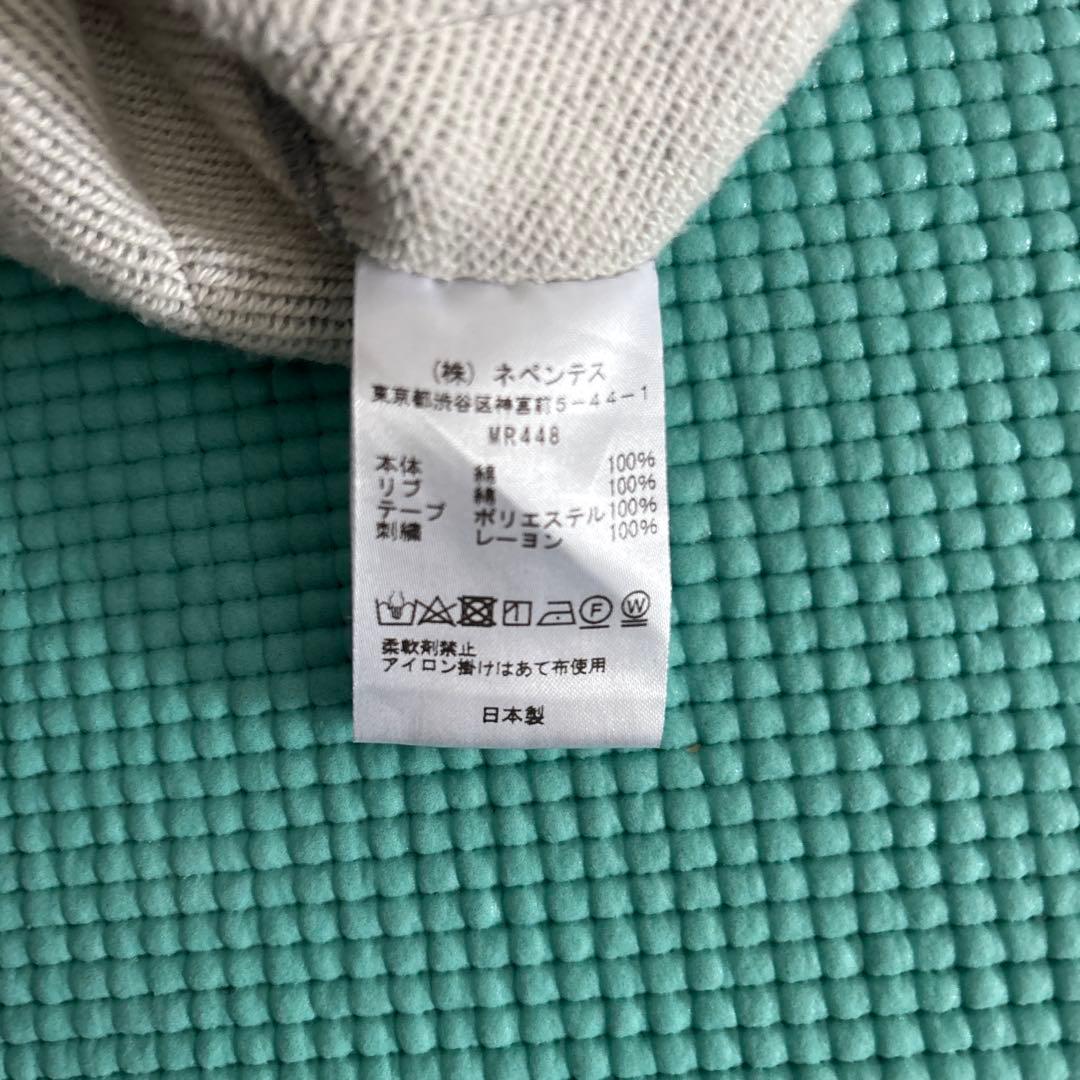 (株) ネペンテス
東京都渋谷区神宮前5-44-1
MR448
本体 綿 100%
リブ 綿 100%
テープ ポリエステル 100%
刺繍 レーヨン 100%
F W
柔軟剤禁止
アイロン掛けはあて布使用
日本製